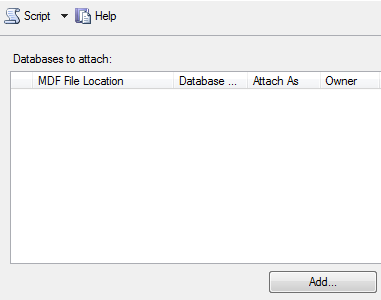 Script Help
Databases to attach:
MDF File Location Database ... Attach As Owner
Add...